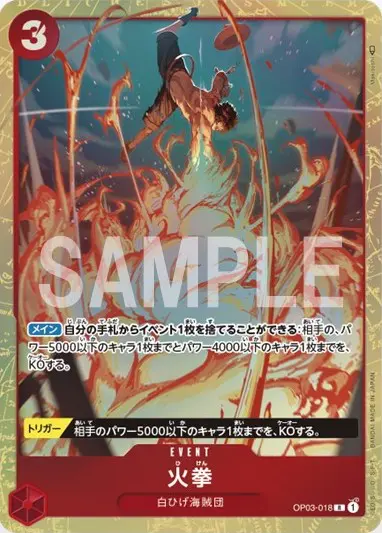 3
SAMPLE
メイン 自分の手札からイベント1枚を捨てることができる:相手の、パ
ワー5000以下のキャラ1枚までとパワー4000以下のキャラ1枚までを、
KOする。
トリガー 相手のパワー5000以下のキャラ1枚までを、KOする。
EVENT
火拳
白ひげ海賊団
OP03-018 R 1